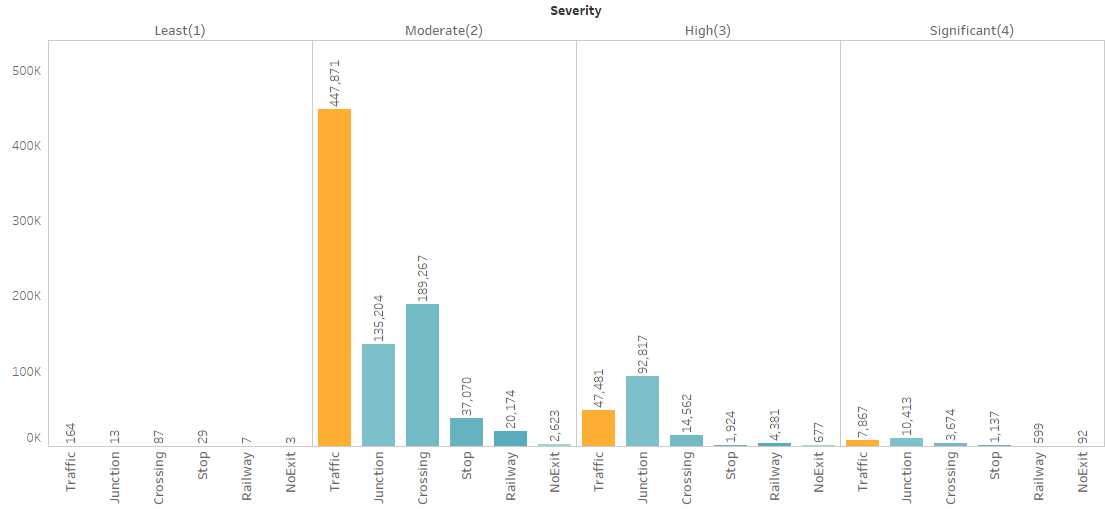 Severity
Least(1) Moderate(2) High(3) Significant(4)
500K
400K
300K
200K
100K
0K
164 13 87 29 7 3 447,871 135,204 189,267 37,070 20,174 2,623 47,481 92,817 14,562 1,924 4,381 677 7,867 10,413 3,674 1,137 599 92
Traffic Junction Crossing Stop Railway NoExit Traffic Junction Crossing Stop Railway NoExit Traffic Junction Crossing Stop Railway NoExit Traffic Junction Crossing Stop Railway NoExit